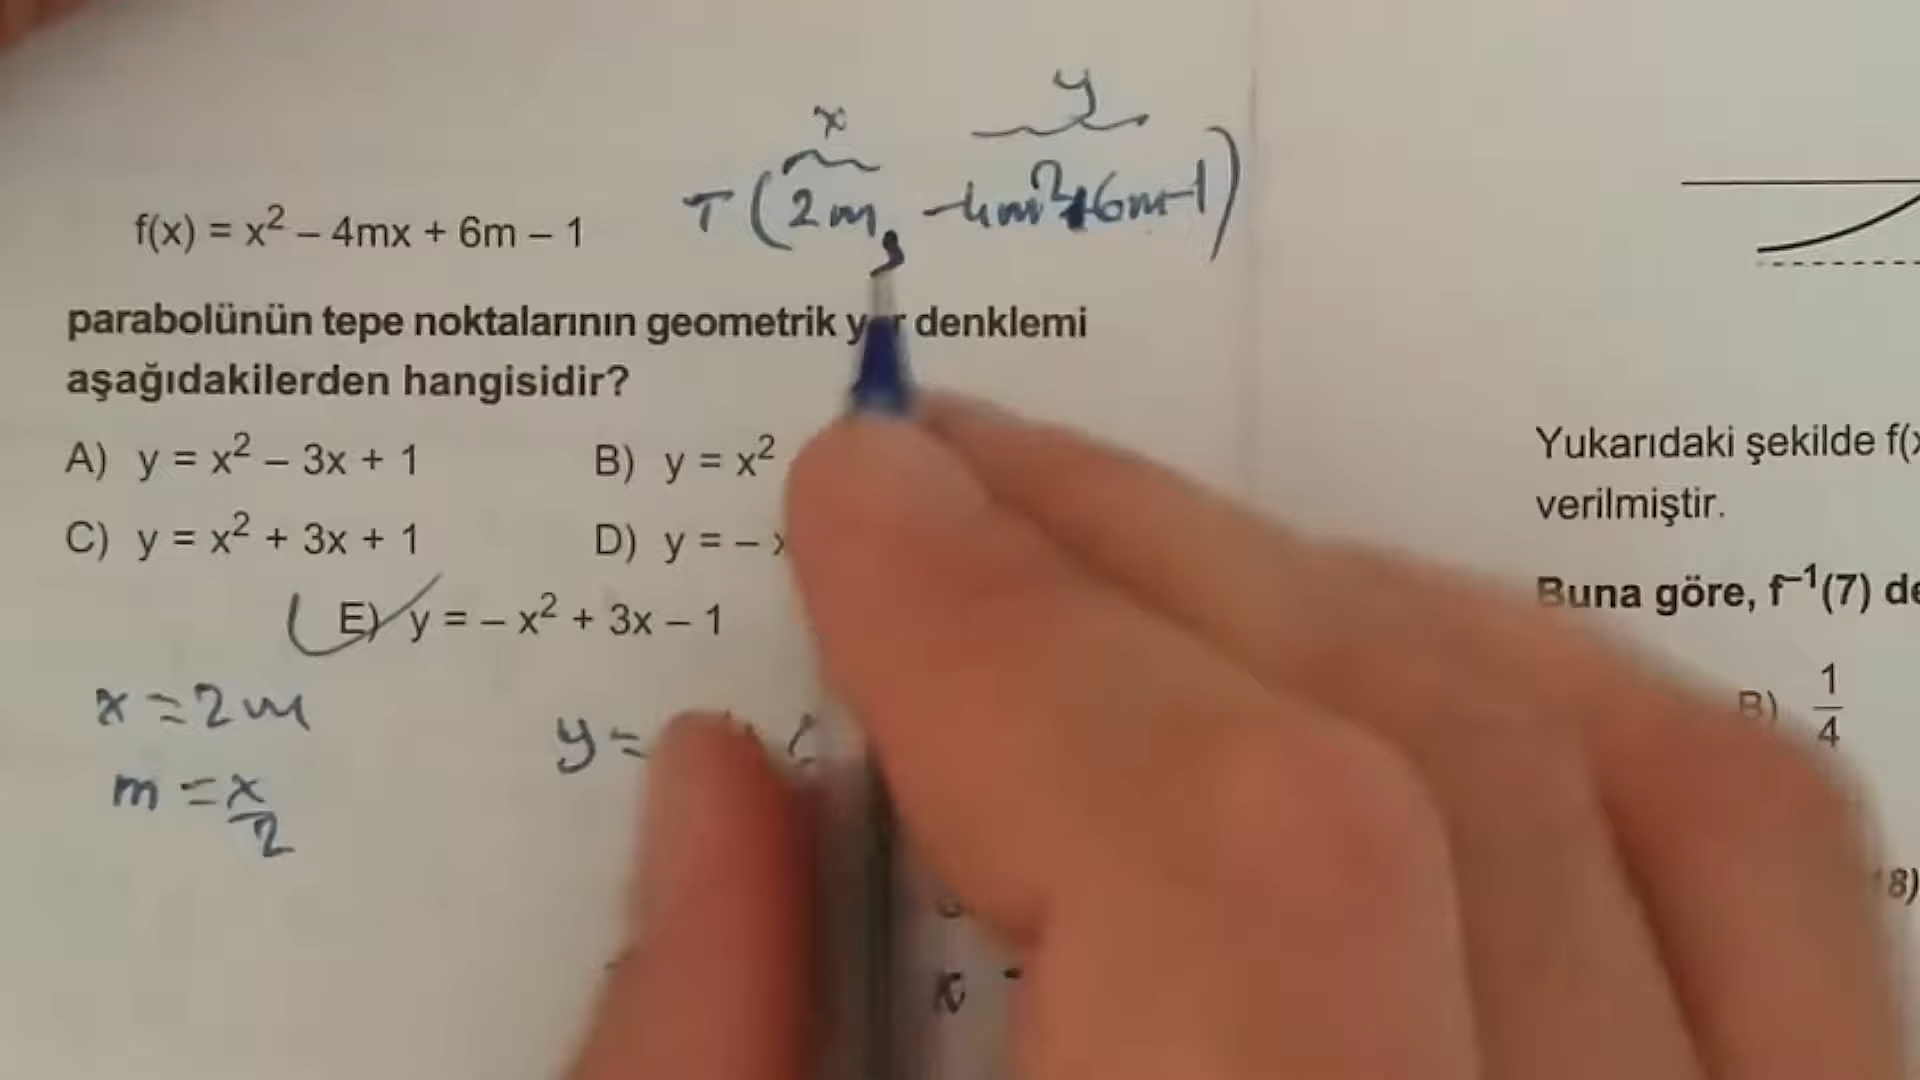 x
y
T(2m, -4m²+6m-1)
f(x) = x² – 4mx + 6m – 1
parabolünün tepe noktalarının geometrik denklemi
aşağıdakilerden hangisidir?
A) y = x² – 3x + 1
B) y = x²
C) y = x² + 3x + 1
D) y = –
E) y = – x² + 3x – 1
x = 2m
m = x/2
y =
Yukarıdaki şekilde
verilmiştir.
Buna göre, f⁻¹(7)
B) 1/4
8)